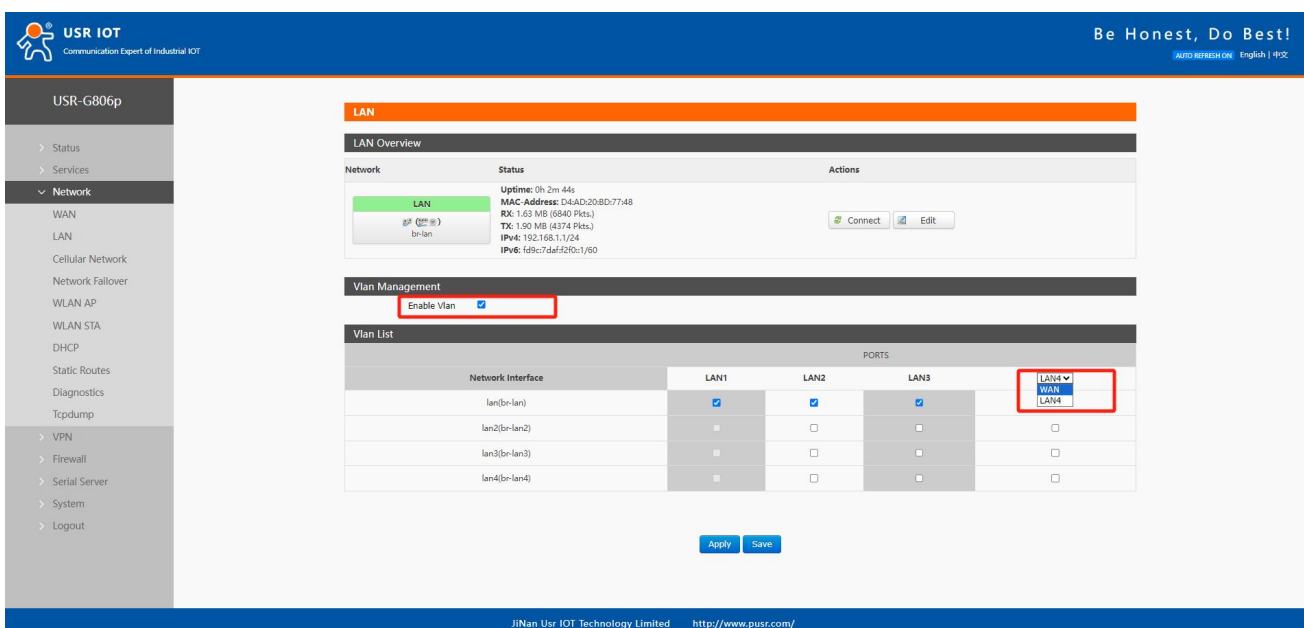 USR IOT
Communication Expert of Industrial IOT
Be Honest, Do Best!
AUTO REFRESH ON English | 中文
USR-G806p
Status
Services
Network
WAN
LAN
Cellular Network
Network Failover
WLAN AP
WLAN STA
DHCP
Static Routes
Diagnostics
Tcpdump
VPN
Firewall
Serial Server
System
Logout
LAN
LAN Overview
Network Status Actions
LAN
br-lan
Uptime: 0h 2m 44s
MAC-Address: D4:AD:20:BD:77:48
RX: 1.63 MB (6840 Pkts.)
TX: 1.90 MB (4374 Pkts.)
IPv4: 192.168.1.1/24
IPv6: fd9c:7daf:f2f0::1/60
Connect Edit
Vlan Management
Enable Vlan
Vlan List
PORTS
Network Interface LAN1 LAN2 LAN3 LAN4
WAN
LAN4
lan(br-lan)
lan2(br-lan2)
lan3(br-lan3)
lan4(br-lan4)
Apply Save
JiNan Usr IOT Technology Limited http://www.pusr.com/